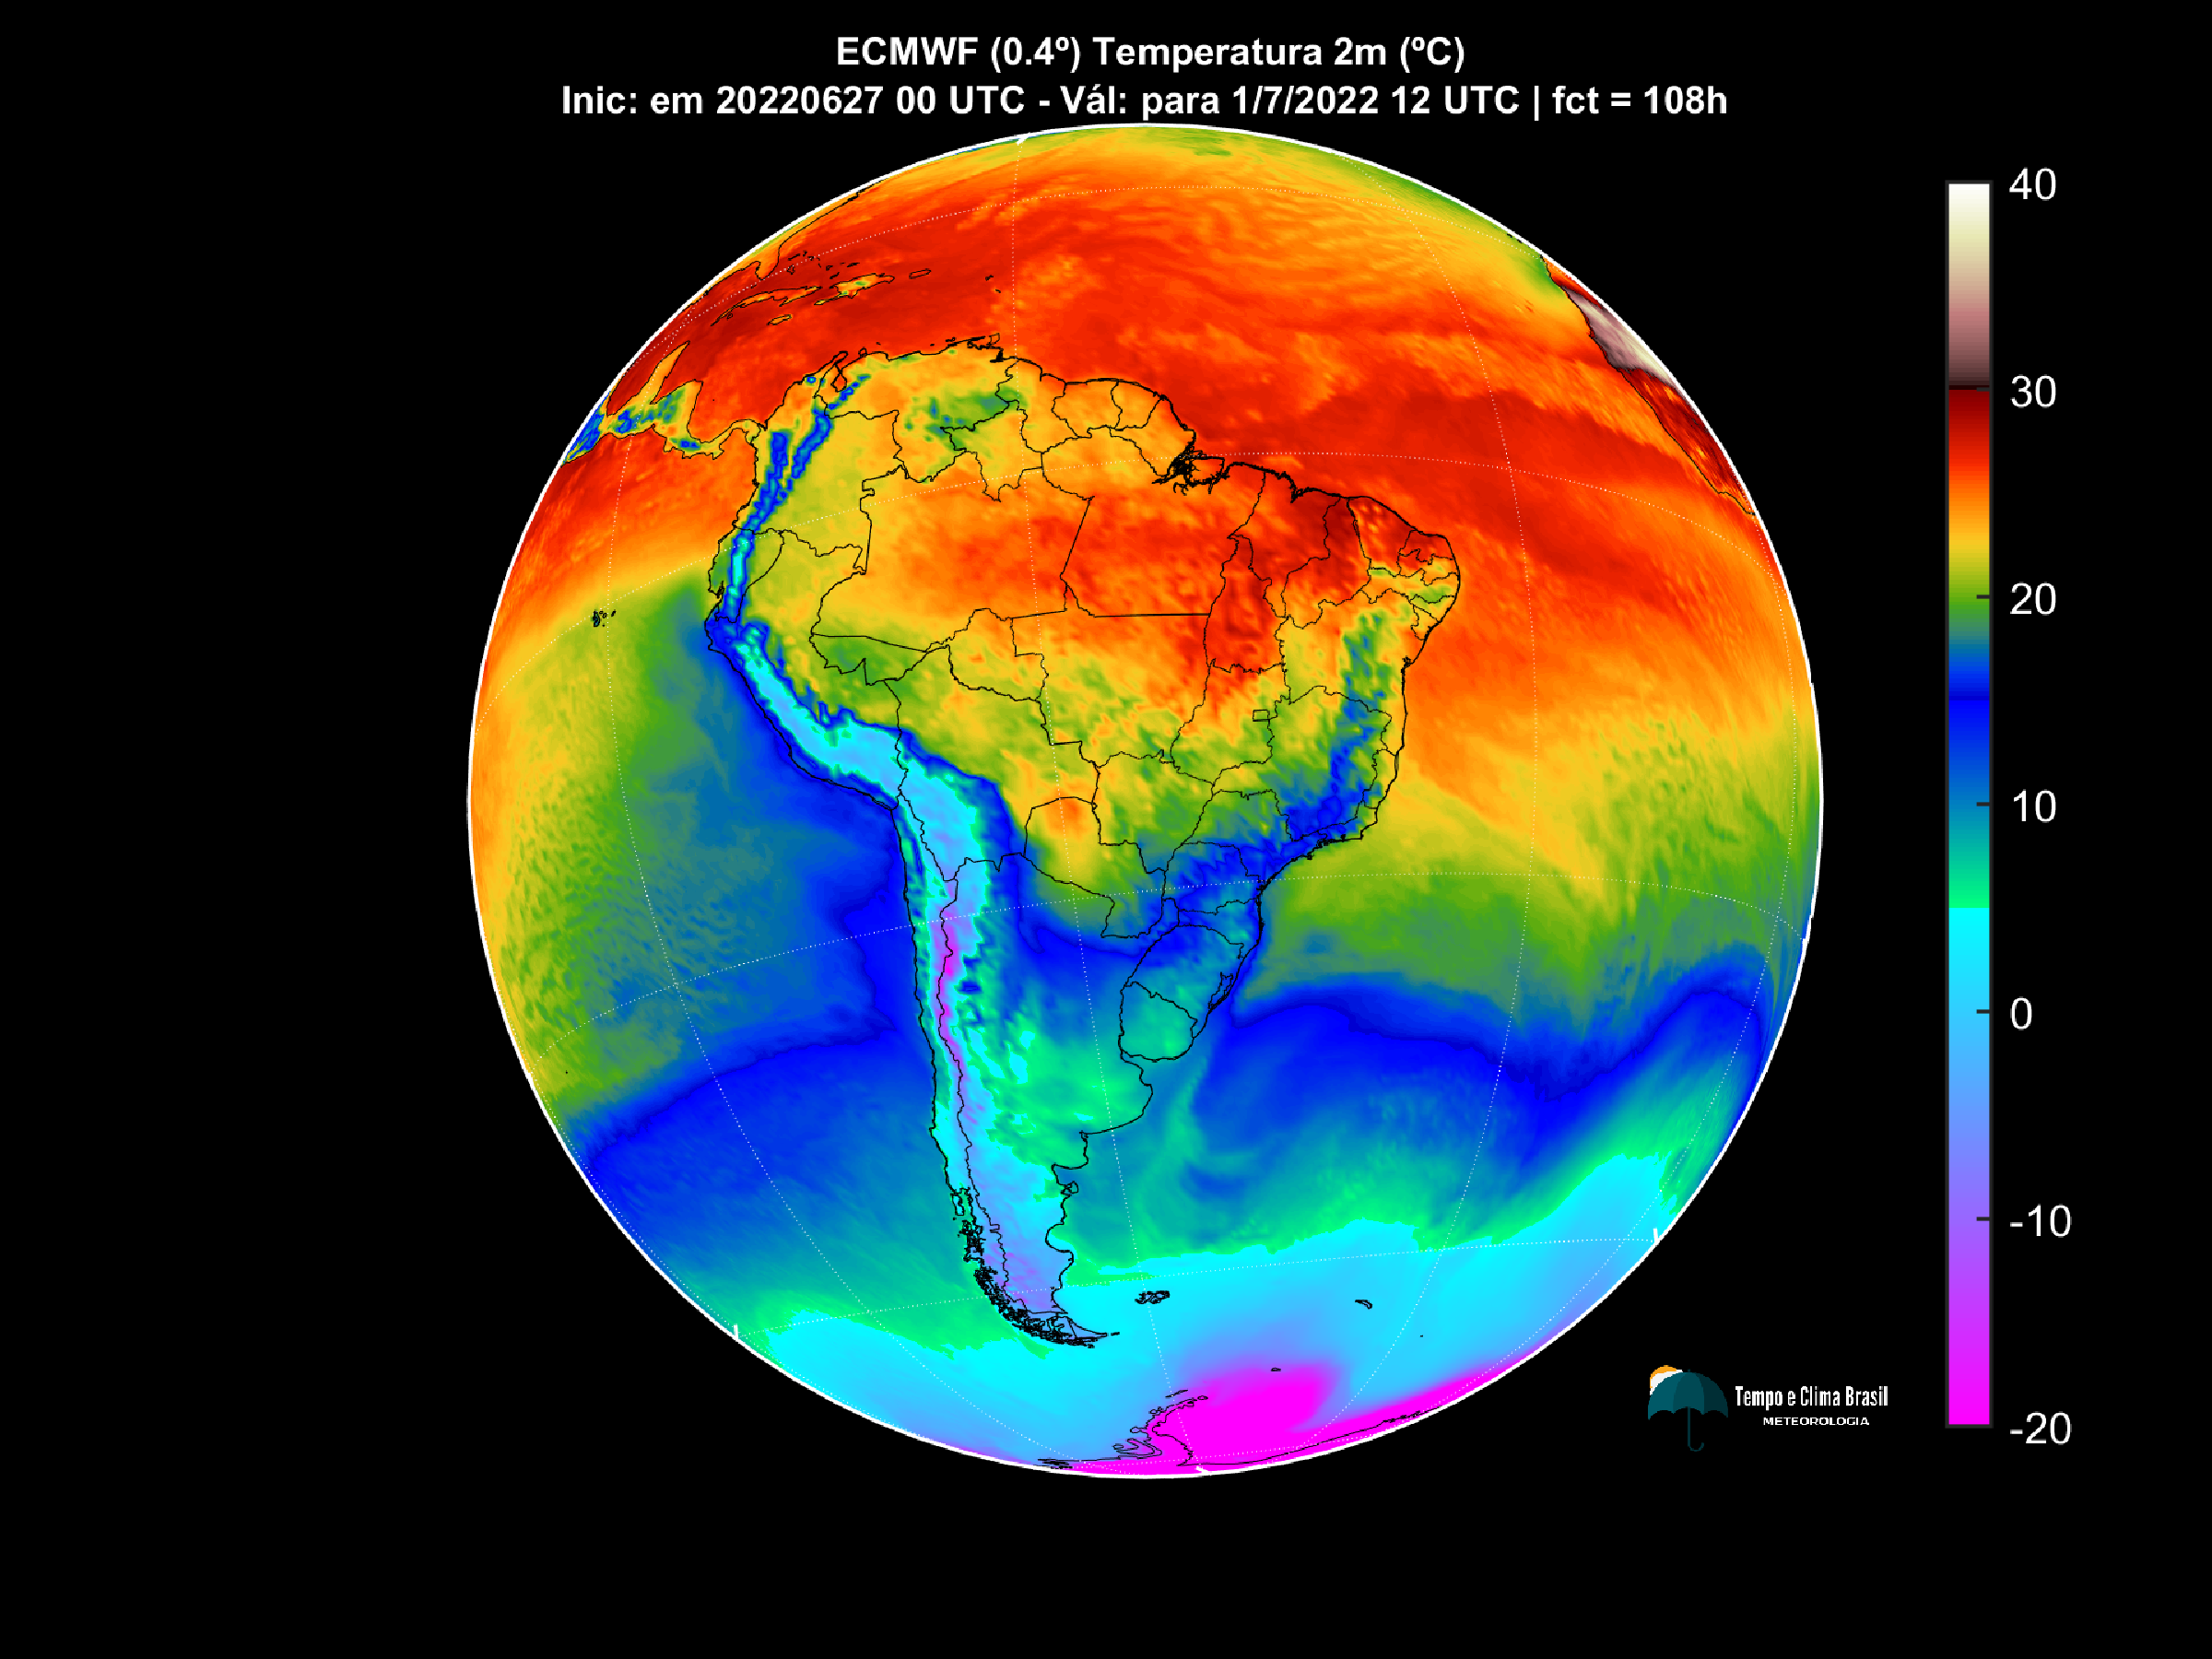 ECMWF (0.4º) Temperatura 2m (ºC)
Inic: em 20220627 00 UTC - Vál: para 1/7/2022 12 UTC | fct = 108h
40
30
20
10
0
-10
-20
Tempo e Clima Brasil
METEOROLOGIA